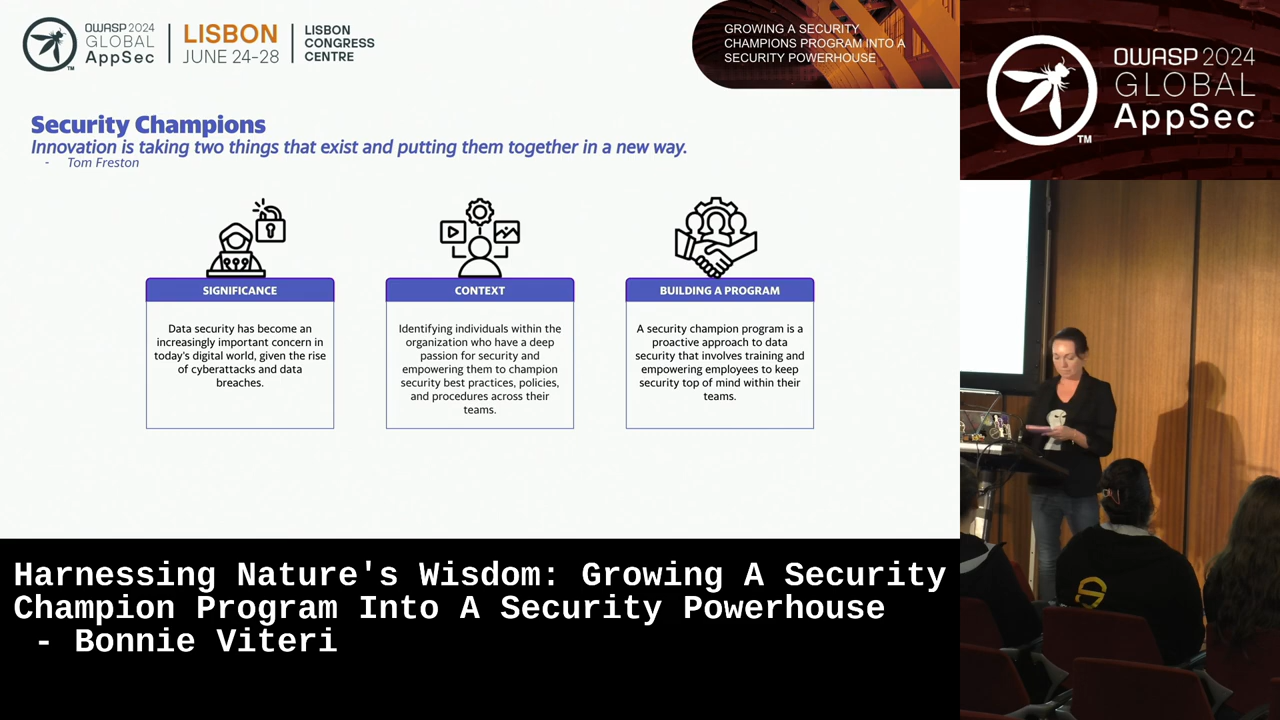 OWASP 2024
GLOBAL
AppSec
TM
LISBON
JUNE 24-28
LISBON
CONGRESS
CENTRE
GROWING A SECURITY
CHAMPIONS PROGRAM INTO A
SECURITY POWERHOUSE
OWASP 2024
GLOBAL
AppSec
TM
Security Champions
Innovation is taking two things that exist and putting them together in a new way.
- Tom Freston
SIGNIFICANCE
Data security has become an
increasingly important concern in
today's digital world, given the rise
of cyberattacks and data
breaches.
CONTEXT
Identifying individuals within the
organization who have a deep
passion for security and
empowering them to champion
security best practices, policies,
and procedures across their
teams.
BUILDING A PROGRAM
A security champion program is a
proactive approach to data
security that involves training and
empowering employees to keep
security top of mind within their
teams.
Harnessing Nature's Wisdom: Growing A Security
Champion Program Into A Security Powerhouse
- Bonnie Viteri